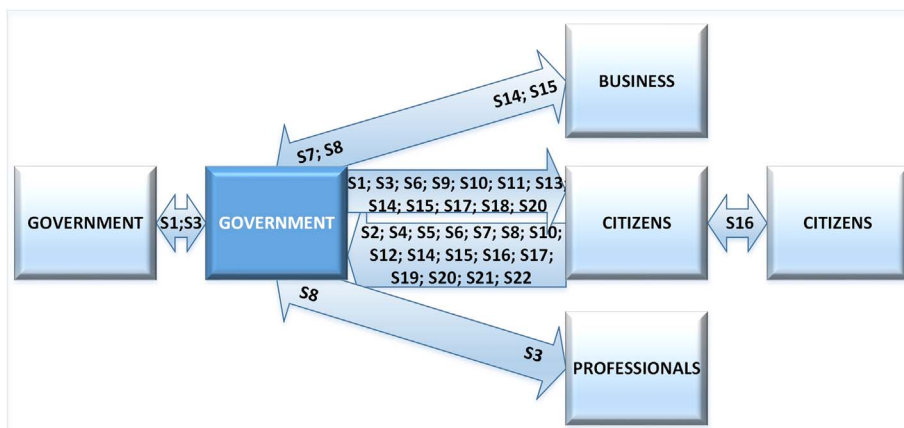 BUSINESS
S14; S15
S7; S8
GOVERNMENT
S1;S3
GOVERNMENT
S1; S3; S6; S9; S10; S11; S13;
S14; S15; S17; S18; S20
S2; S4; S5; S6; S7; S8; S10;
S12; S14; S15; S16; S17;
S19; S20; S21; S22
CITIZENS
S16
CITIZENS
S8
S3
PROFESSIONALS